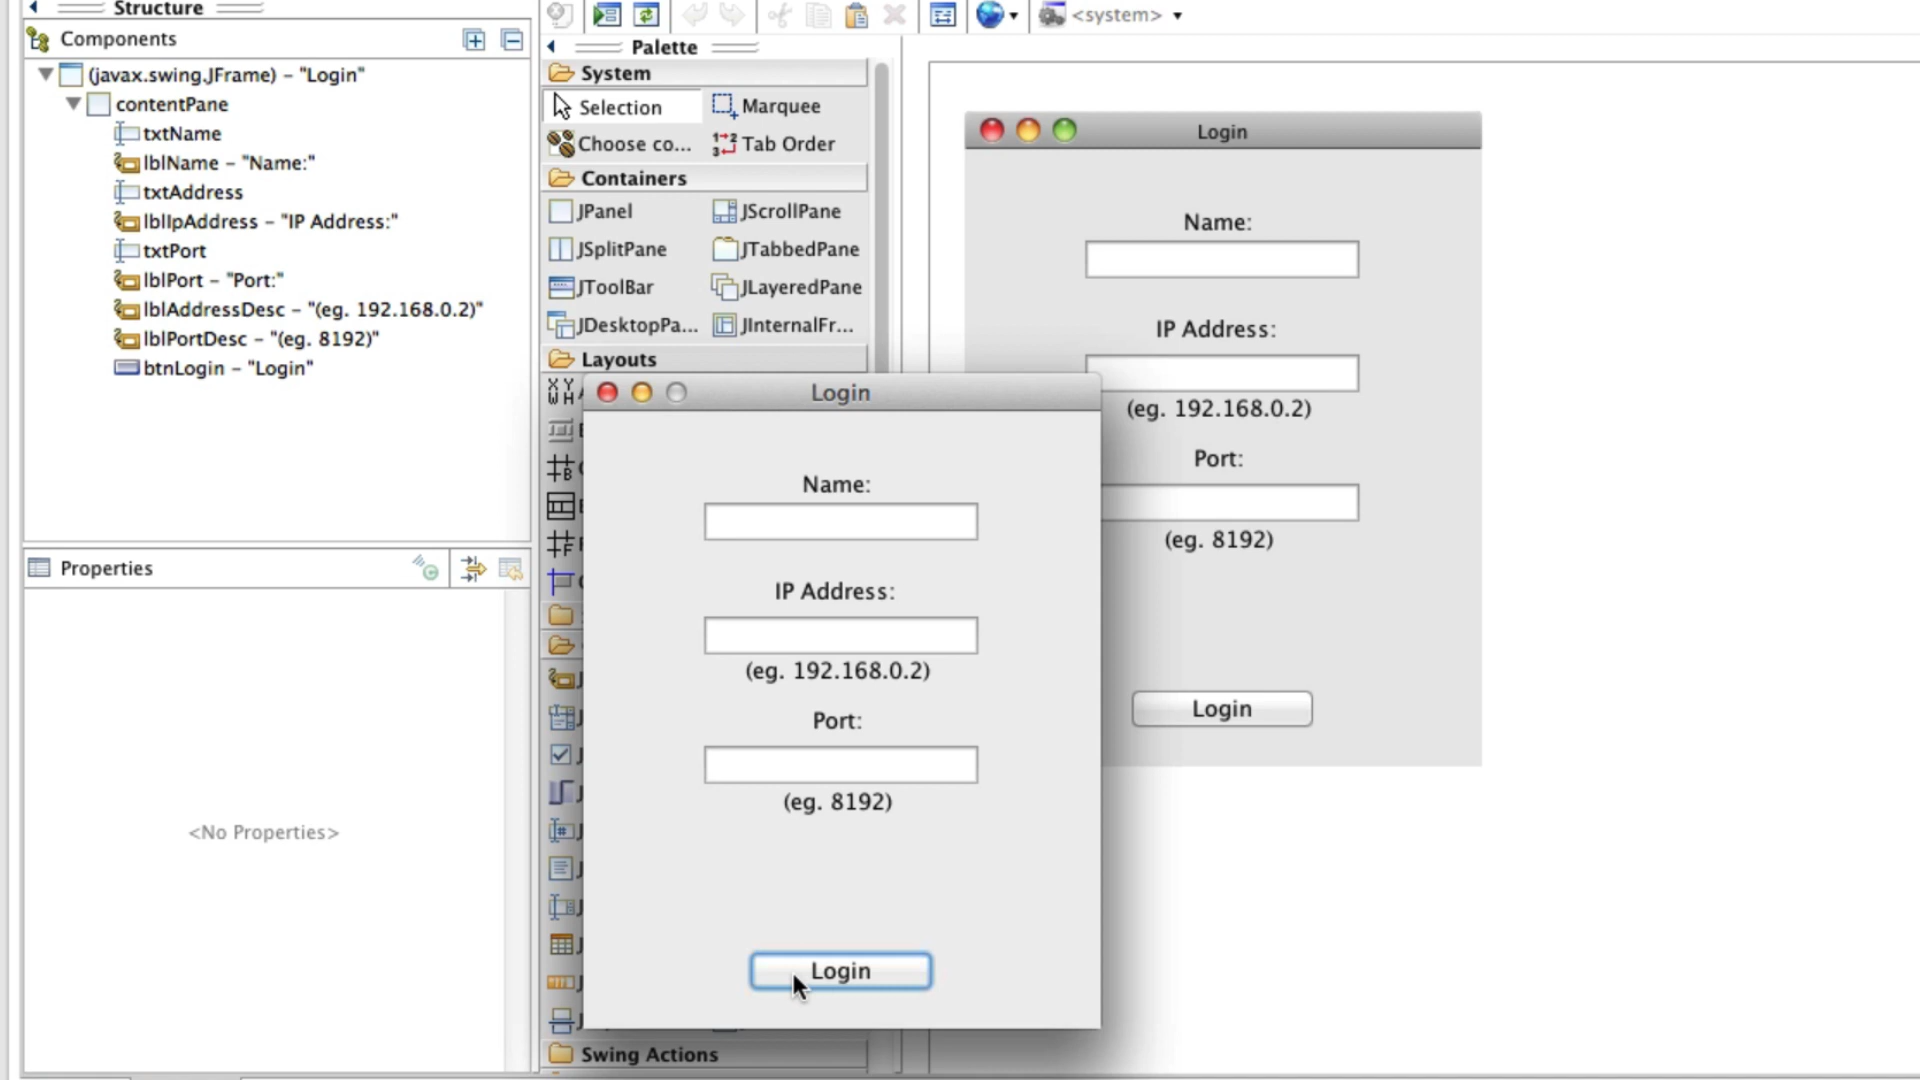 Structure
Components
(javax.swing.JFrame) - "Login"
contentPane
txtName
lblName - "Name:"
txtAddress
lblIpAddress - "IP Address:"
txtPort
lblPort - "Port:"
lblAddressDesc - "(eg. 192.168.0.2)"
lblPortDesc - "(eg. 8192)"
btnLogin - "Login"
Properties
<No Properties>
<system>
Palette
System
Selection
Marquee
Choose co...
Tab Order
Containers
JPanel
JScrollPane
JSplitPane
JTabbedPane
JToolBar
JLayeredPane
JDesktopPa...
JInternalFr...
Layouts
Swing Actions
Login
Name:
IP Address:
(eg. 192.168.0.2)
Port:
(eg. 8192)
Login
Login
Name:
IP Address:
(eg. 192.168.0.2)
Port:
(eg. 8192)
Login